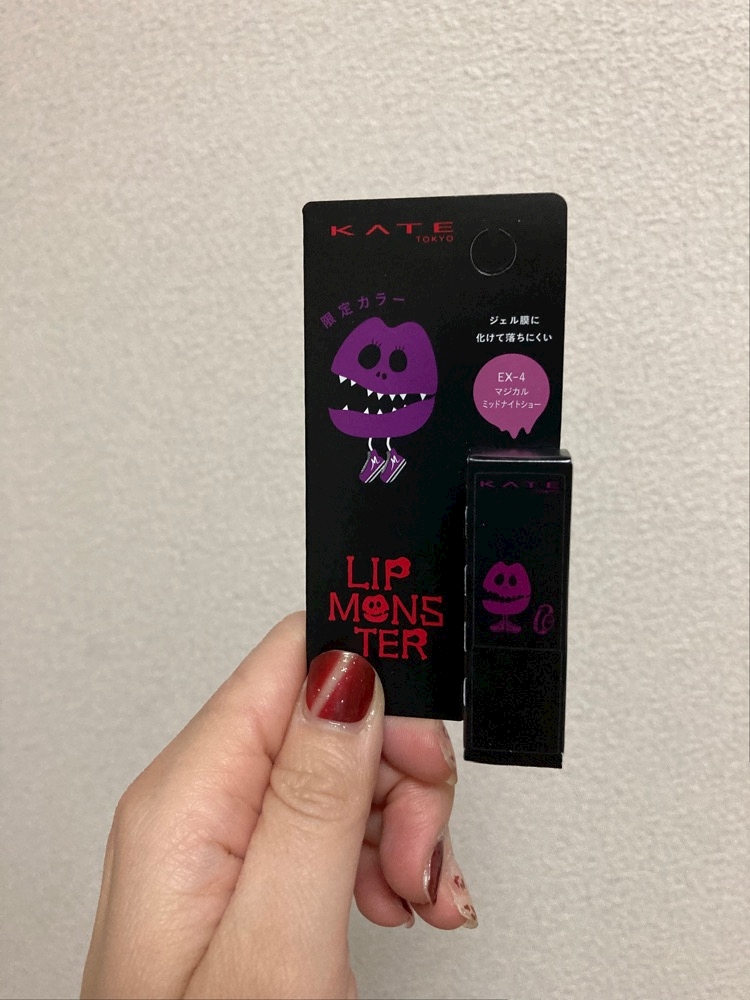 KATE
TOKYO
限定カラー
ジェル膜に
化けて落ちにくい
EX-4
マジカル
ミッドナイトショー
KATE
LIP
MONS
TER